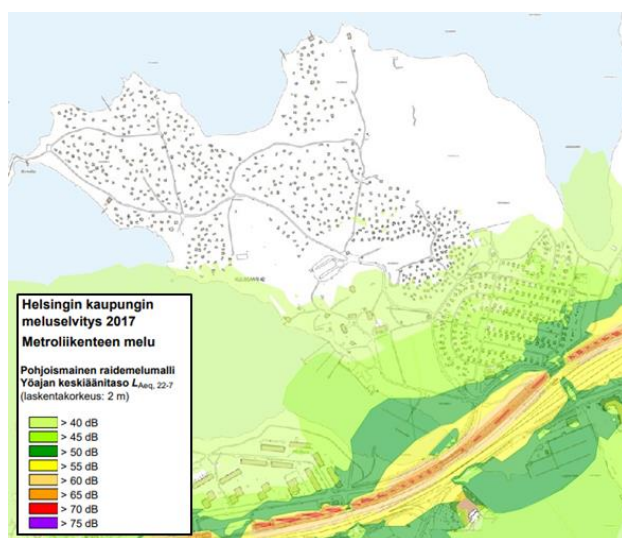 Helsingin kaupungin
meluselvitys 2017
Metroliikenteen melu
Pohjoismainen raidemelumalli
Yöajan keskiäänitaso LAeq, 22-7
(laskentakorkeus: 2 m)
> 40 dB
> 45 dB
> 50 dB
> 55 dB
> 60 dB
> 65 dB
> 70 dB
> 75 dB